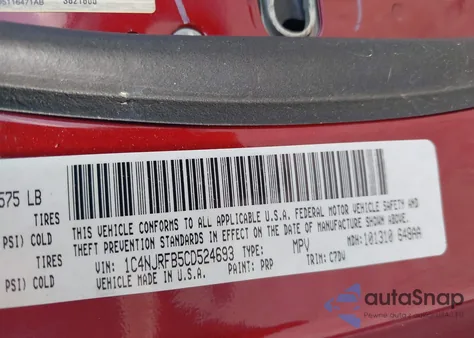 05116471AB
575 LB
TIRES
PSI) COLD
TIRES
PSI) COLD
THIS VEHICLE CONFORMS TO ALL APPLICABLE U.S.A. FEDERAL MOTOR VEHICLE SAFETY AND
THEFT PREVENTION STANDARDS IN EFFECT ON THE DATE OF MANUFACTURE SHOWN ABOVE.
VIN: 1C4NJRFB5CD524693 TYPE: MPV MDH: 101310 648AA
VEHICLE MADE IN U.S.A. PAINT: PRP TRIM: C7DV
autoSnap